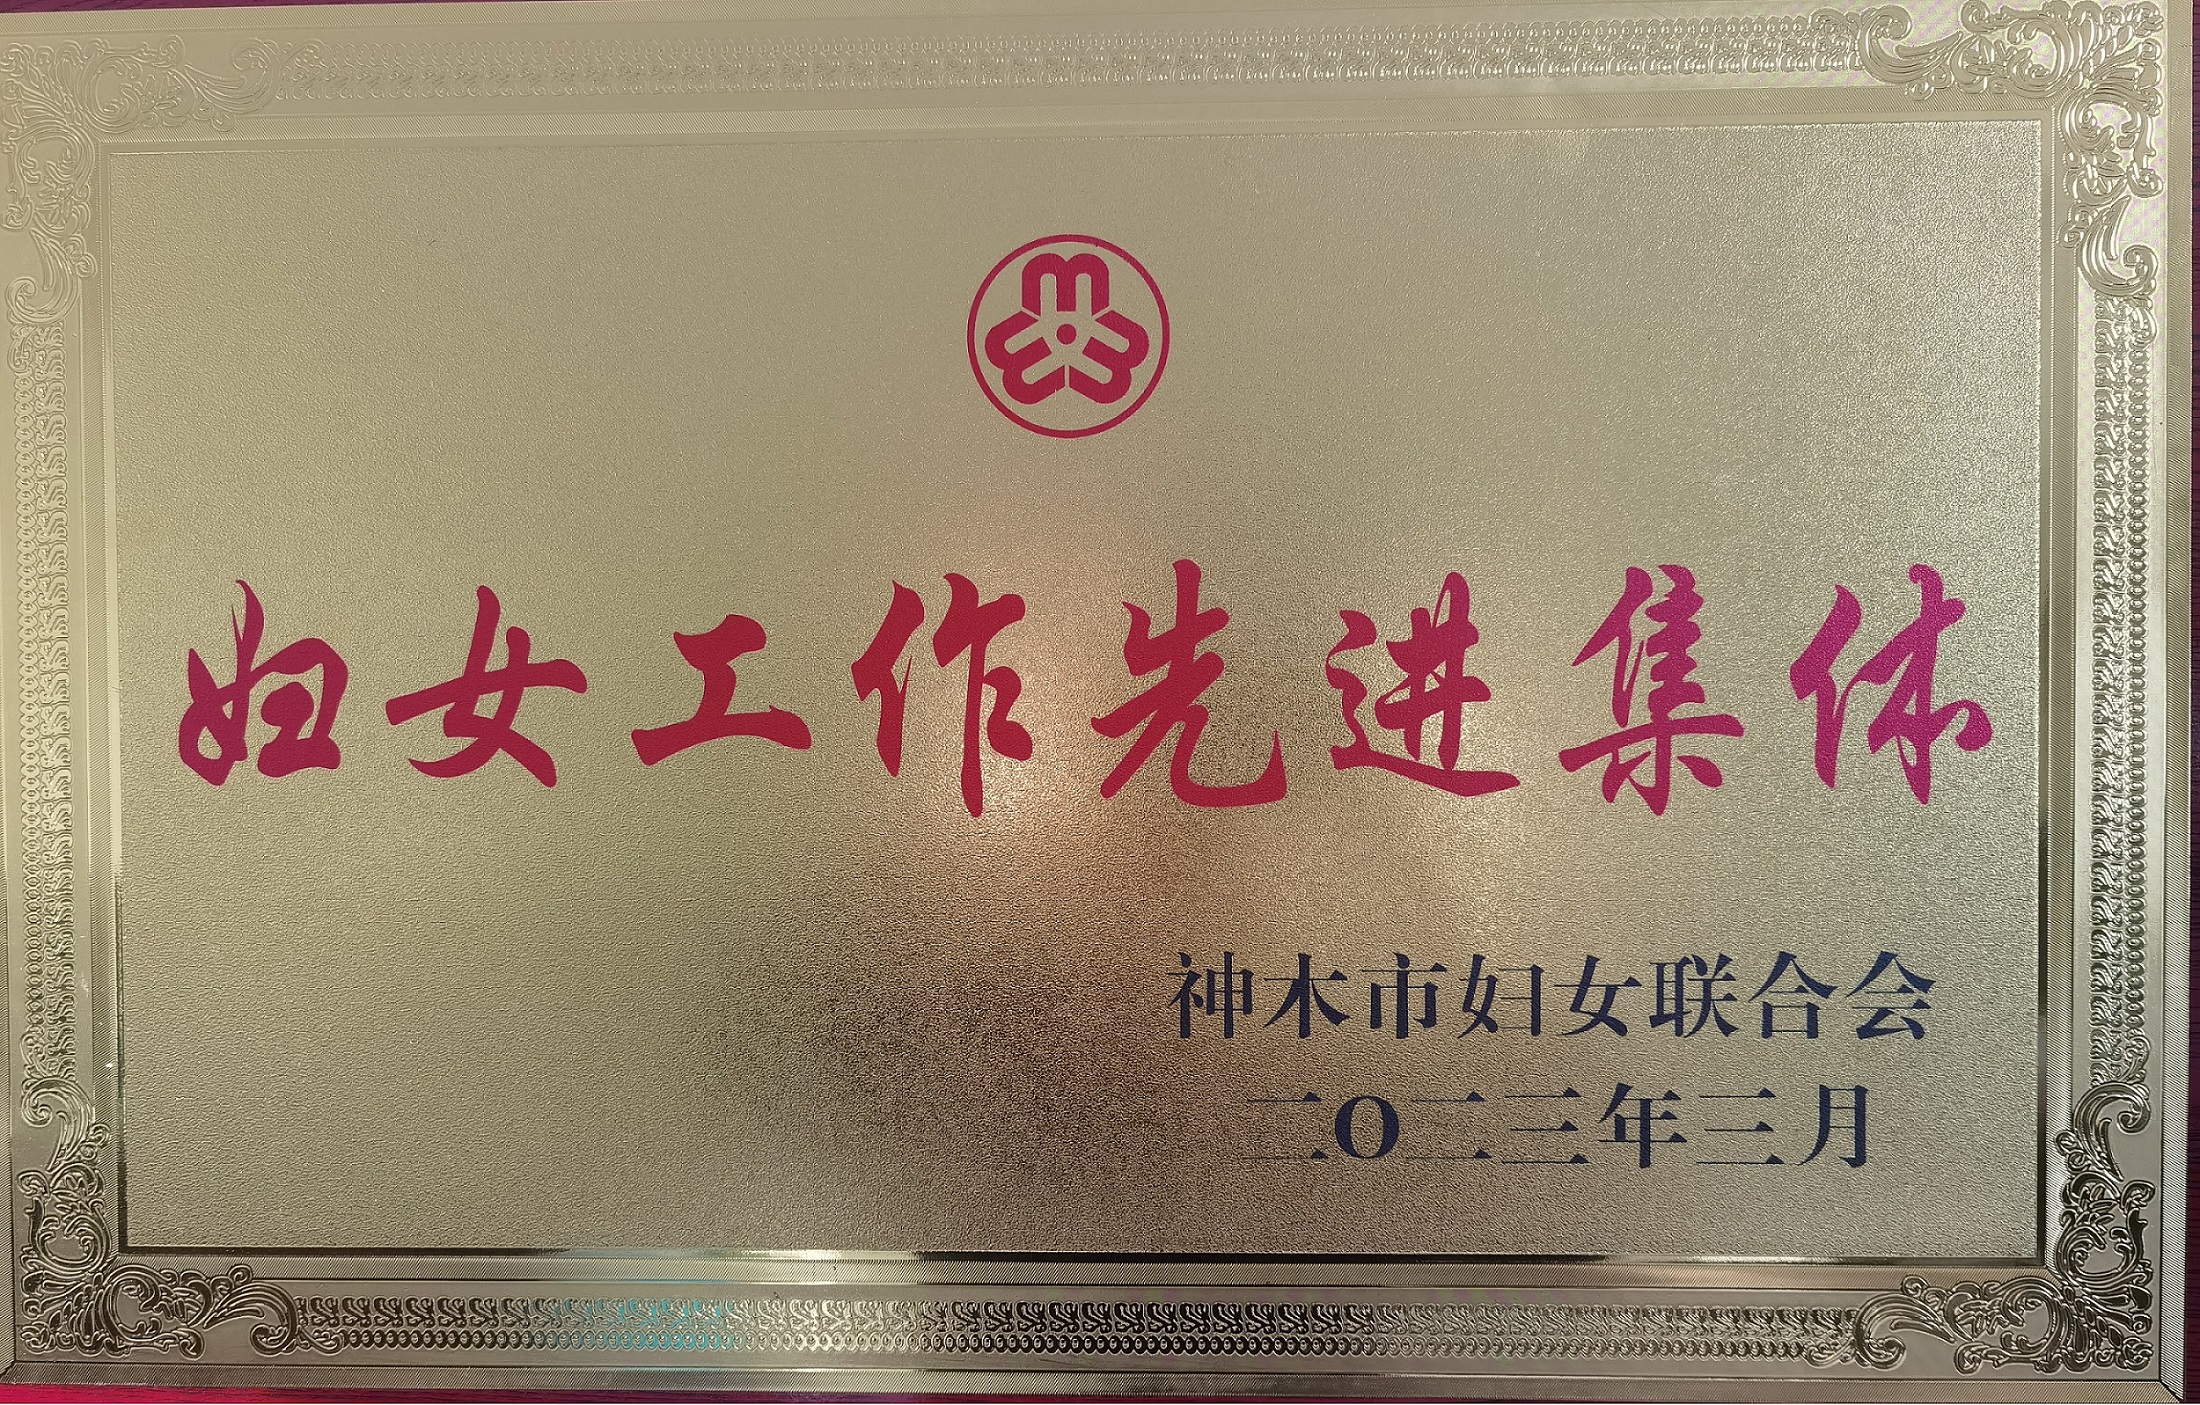 妇女工作先进集体
神木市妇女联合会
二O二三年三月